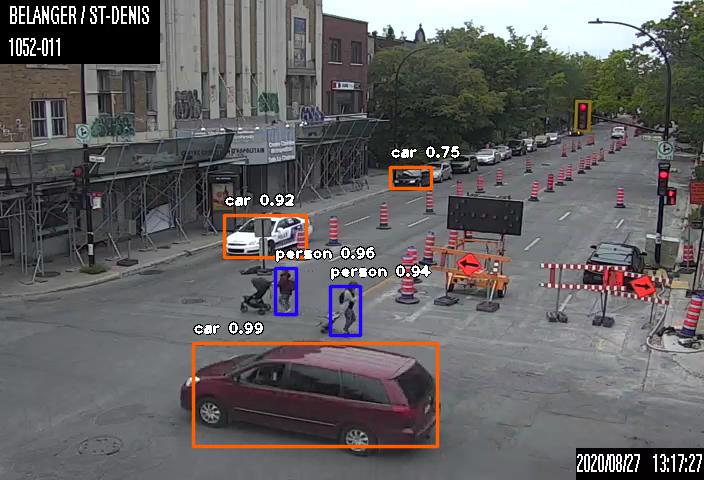 BELANGER / ST-DENIS
1052-011
car 0.75
car 0.92
person 0.96
person 0.94
car 0.99
2020/08/27 13:17:27